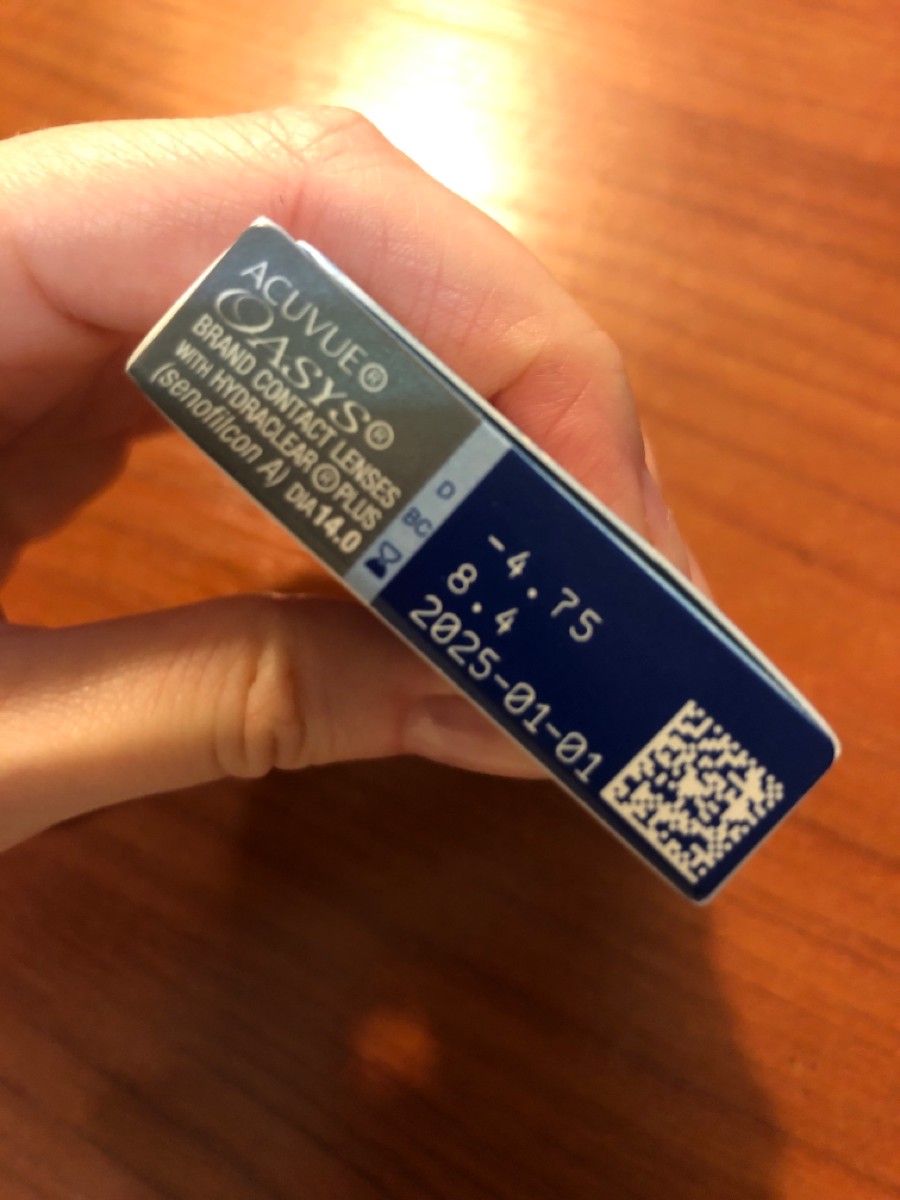 ACUVUE®
OASYS®
BRAND CONTACT LENSES
WITH HYDRACLEAR® PLUS
(senofilcon A) DIA 14.0
D -4.75
BC 8.4
2025-01-01